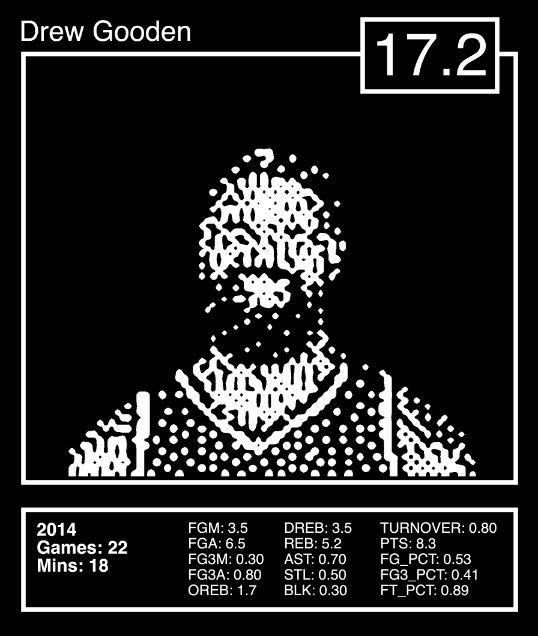 Drew Gooden
17.2
2014
Games: 22
Mins: 18
FGM: 3.5
FGA: 6.5
FG3M: 0.30
FG3A: 0.80
OREB: 1.7
DREB: 3.5
REB: 5.2
AST: 0.70
STL: 0.50
BLK: 0.30
TURNOVER: 0.80
PTS: 8.3
FG_PCT: 0.53
FG3_PCT: 0.41
FT_PCT: 0.89